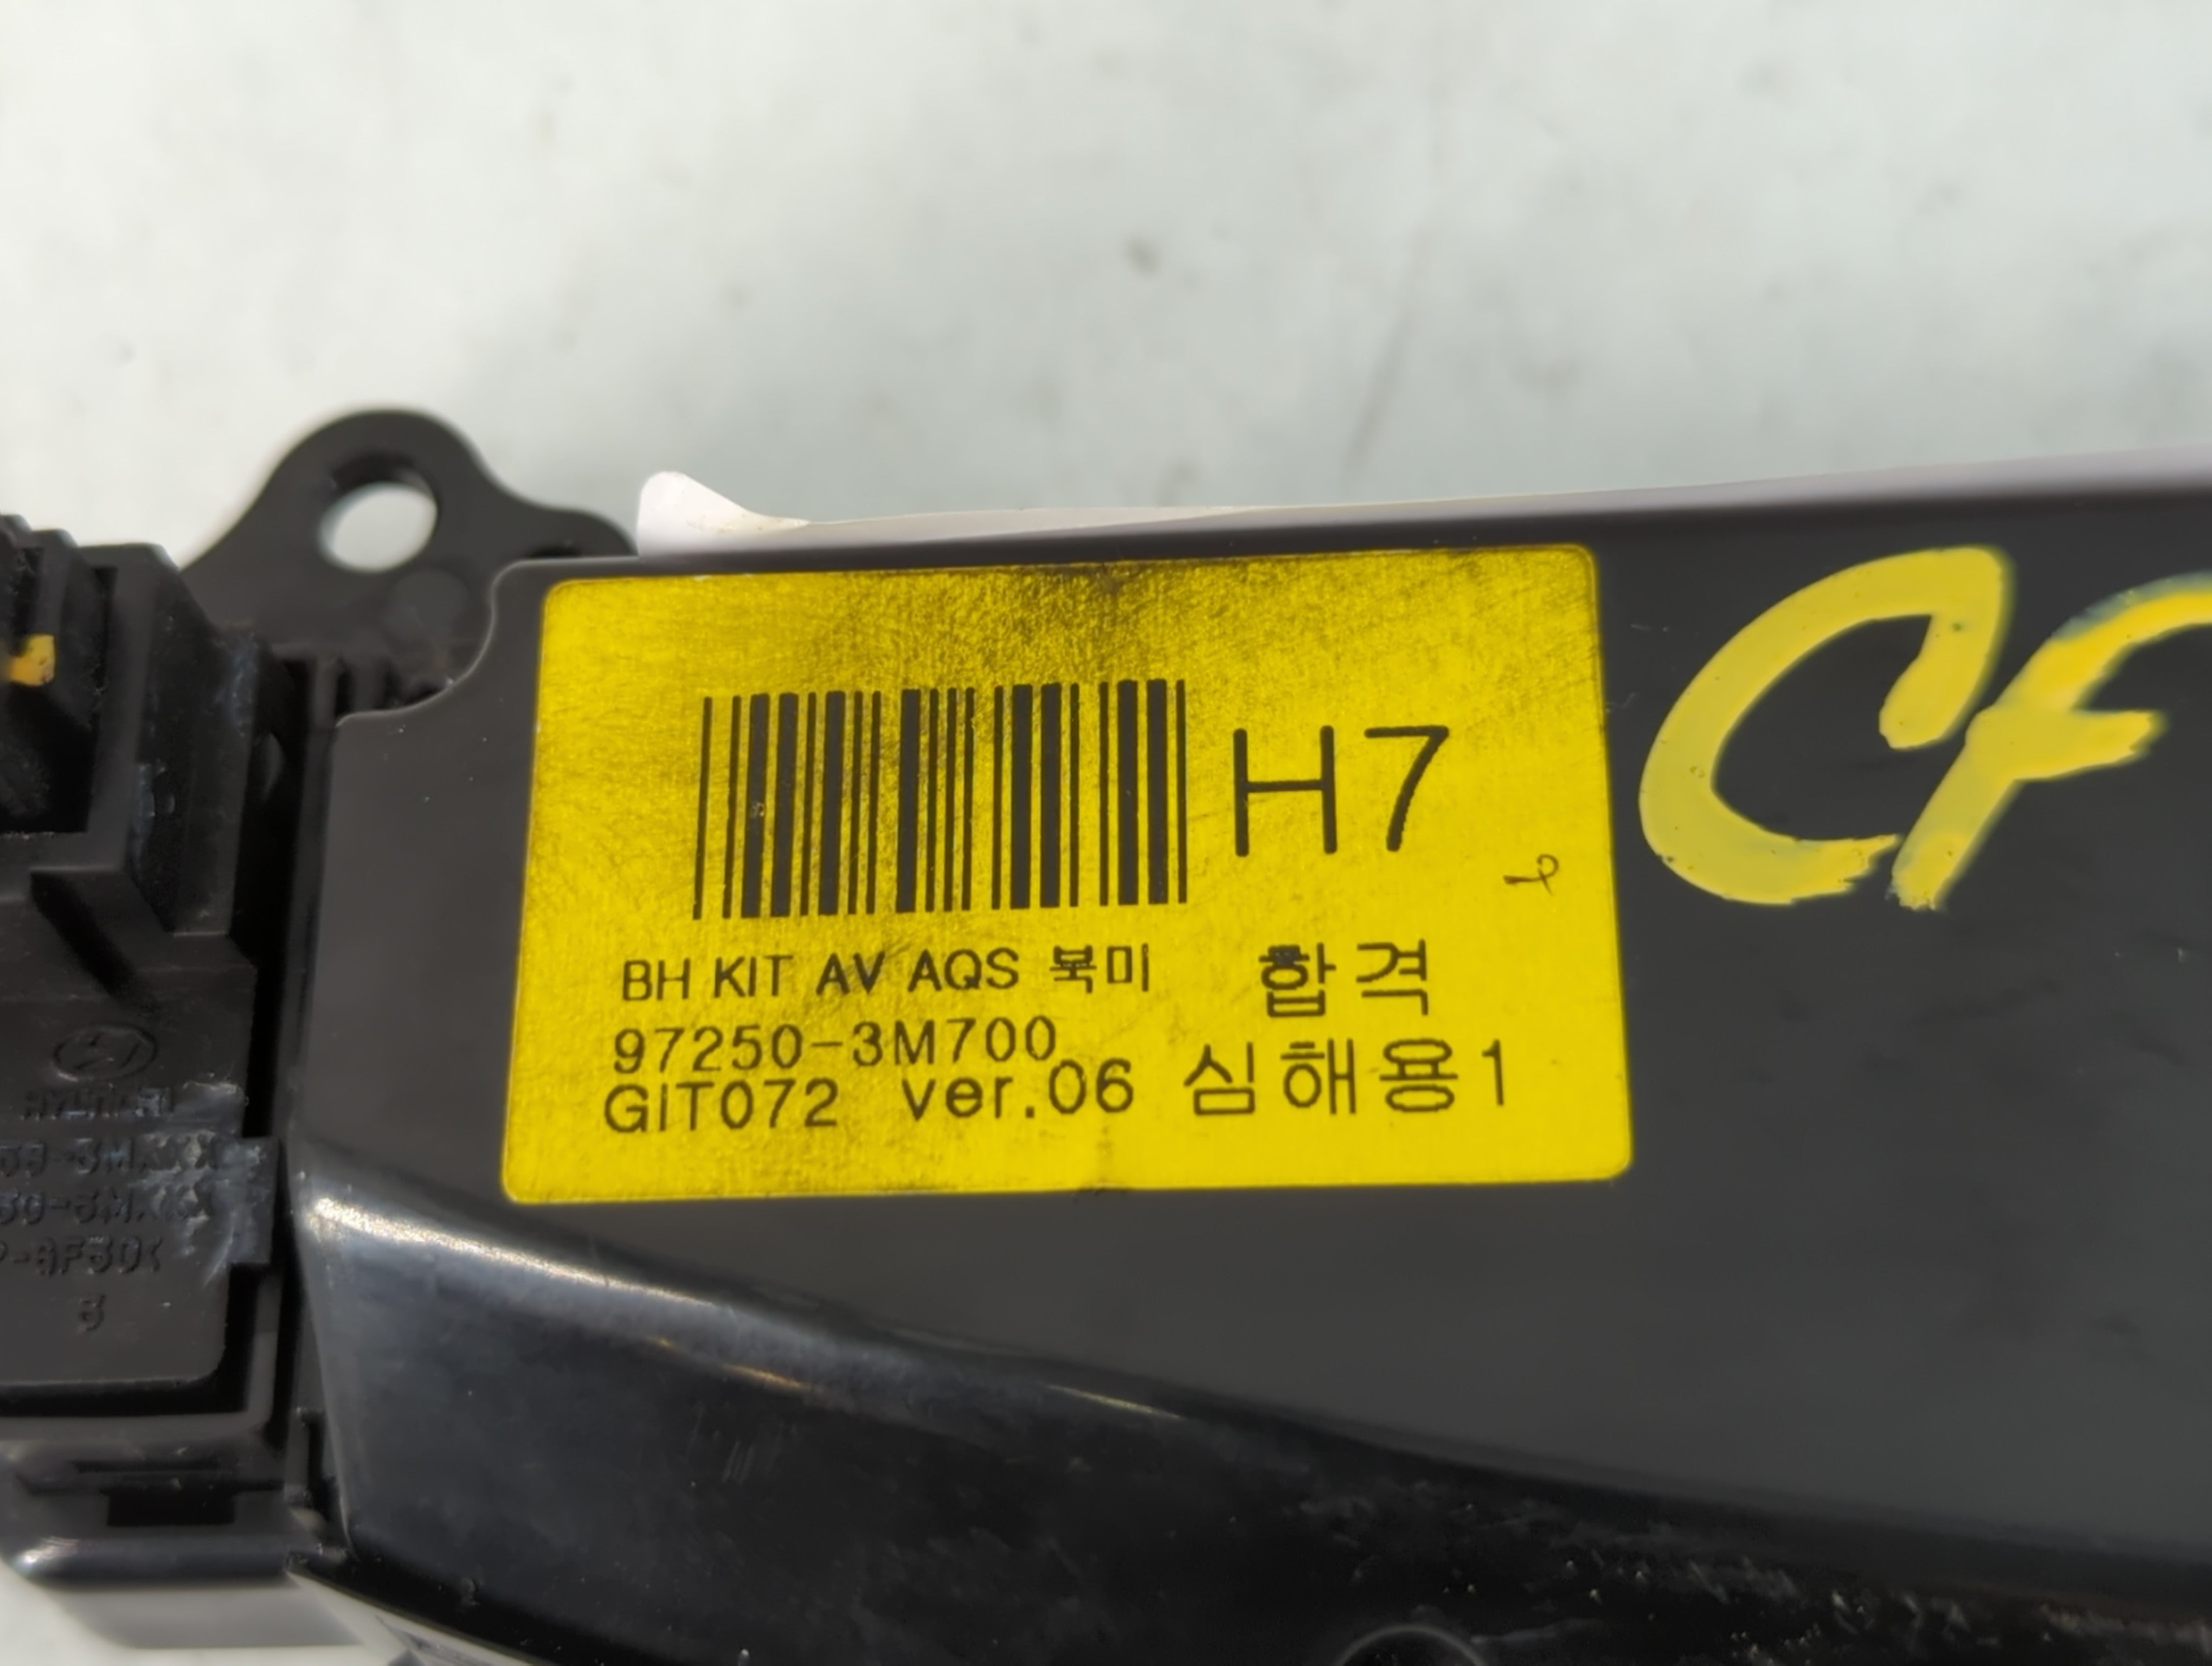 H7
BH KIT AV AQS 북미 합격
97250-3M700
GIT072 ver.06 심해용1
CF
HYUNDAI